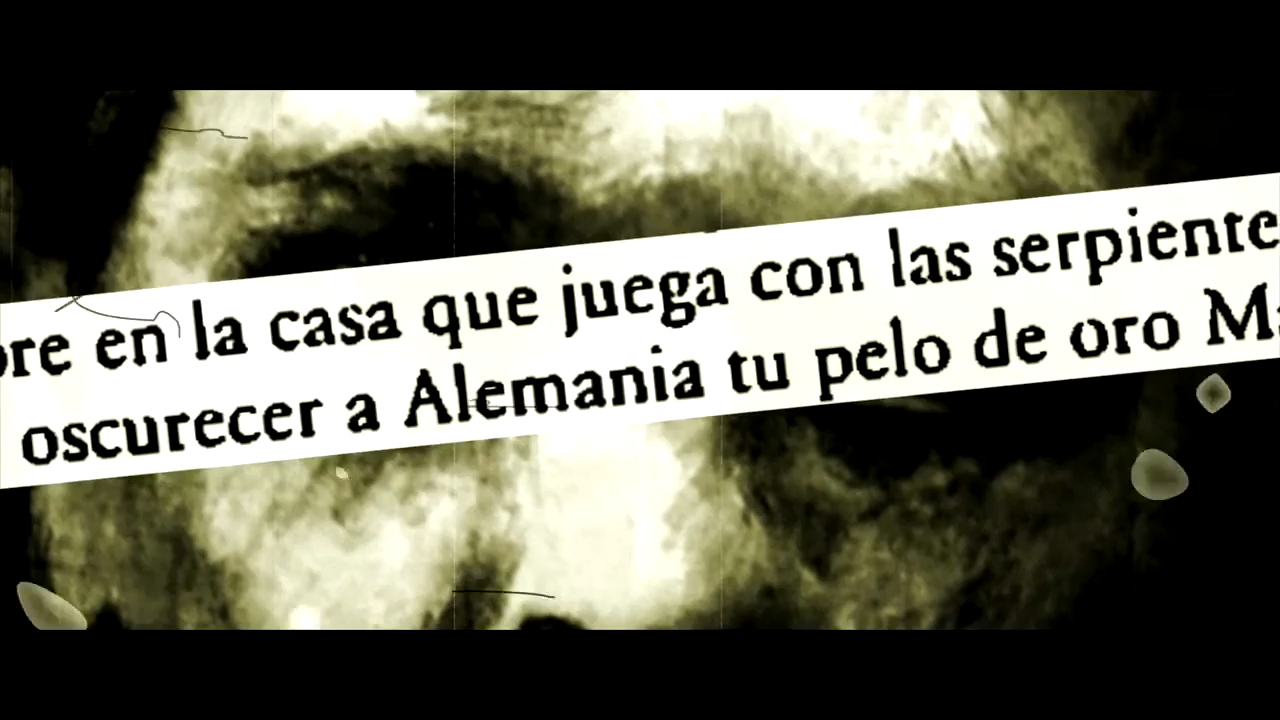 en la casa que juega con las
oscurecer a Alemania tu pelo de oro